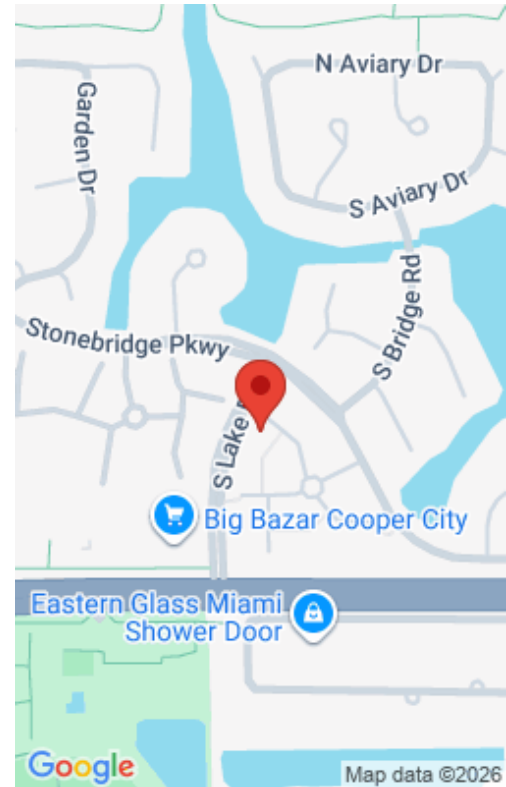 N Aviary Dr
Garden Dr
S Aviary Dr
S Bridge Rd
Stonebridge Pkwy
S Lake
Big Bazar Cooper City
Eastern Glass Miami
Shower Door
Google
Map data ©2026